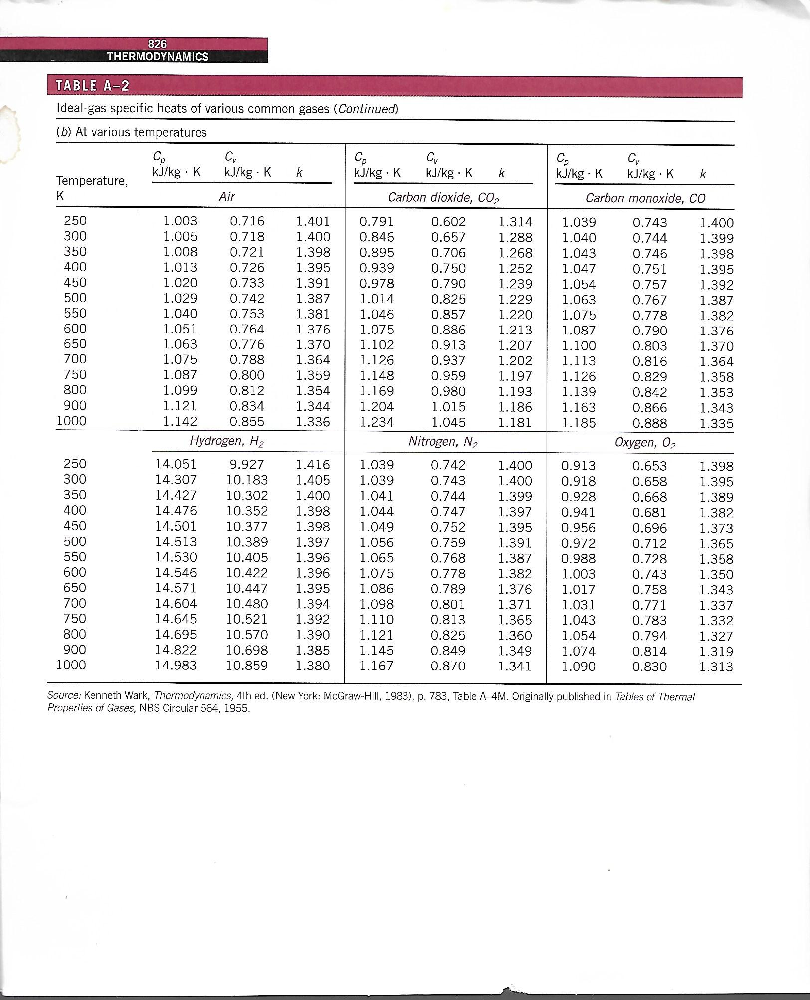 826
THERMODYNAMICS
TABLE A–2
Ideal-gas specific heats of various common gases (Continued)
(b) At various temperatures
Cp Cv Cp Cv Cp Cv
Temperature, kJ/kg · K kJ/kg · K k kJ/kg · K kJ/kg · K k kJ/kg · K kJ/kg · K k
K Air Carbon dioxide, CO2 Carbon monoxide, CO
250 1.003 0.716 1.401 0.791 0.602 1.314 1.039 0.743 1.400
300 1.005 0.718 1.400 0.846 0.657 1.288 1.040 0.744 1.399
350 1.008 0.721 1.398 0.895 0.706 1.268 1.043 0.746 1.398
400 1.013 0.726 1.395 0.939 0.750 1.252 1.047 0.751 1.395
450 1.020 0.733 1.391 0.978 0.790 1.239 1.054 0.757 1.392
500 1.029 0.742 1.387 1.014 0.825 1.229 1.063 0.767 1.387
550 1.040 0.753 1.381 1.046 0.857 1.220 1.075 0.778 1.382
600 1.051 0.764 1.376 1.075 0.886 1.213 1.087 0.790 1.376
650 1.063 0.776 1.370 1.102 0.913 1.207 1.100 0.803 1.370
700 1.075 0.788 1.364 1.126 0.937 1.202 1.113 0.816 1.364
750 1.087 0.800 1.359 1.148 0.959 1.197 1.126 0.829 1.358
800 1.099 0.812 1.354 1.169 0.980 1.193 1.139 0.842 1.353
900 1.121 0.834 1.344 1.204 1.015 1.186 1.163 0.866 1.343
1000 1.142 0.855 1.336 1.234 1.045 1.181 1.185 0.888 1.335
Hydrogen, H2 Nitrogen, N2 Oxygen, O2
250 14.051 9.927 1.416 1.039 0.742 1.400 0.913 0.653 1.398
300 14.307 10.183 1.405 1.039 0.743 1.400 0.918 0.658 1.395
350 14.427 10.302 1.400 1.041 0.744 1.399 0.928 0.668 1.389
400 14.476 10.352 1.398 1.044 0.747 1.397 0.941 0.681 1.382
450 14.501 10.377 1.398 1.049 0.752 1.395 0.956 0.696 1.373
500 14.513 10.389 1.397 1.056 0.759 1.391 0.972 0.712 1.365
550 14.530 10.405 1.396 1.065 0.768 1.387 0.988 0.728 1.358
600 14.546 10.422 1.396 1.075 0.778 1.382 1.003 0.743 1.350
650 14.571 10.447 1.395 1.086 0.789 1.376 1.017 0.758 1.343
700 14.604 10.480 1.394 1.098 0.801 1.371 1.031 0.771 1.337
750 14.645 10.521 1.392 1.110 0.813 1.365 1.043 0.783 1.332
800 14.695 10.570 1.390 1.121 0.825 1.360 1.054 0.794 1.327
900 14.822 10.698 1.385 1.145 0.849 1.349 1.074 0.814 1.319
1000 14.983 10.859 1.380 1.167 0.870 1.341 1.090 0.830 1.313
Source: Kenneth Wark, Thermodynamics, 4th ed. (New York: McGraw-Hill, 1983), p. 783, Table A–4M. Originally published in Tables of Thermal
Properties of Gases, NBS Circular 564, 1955.